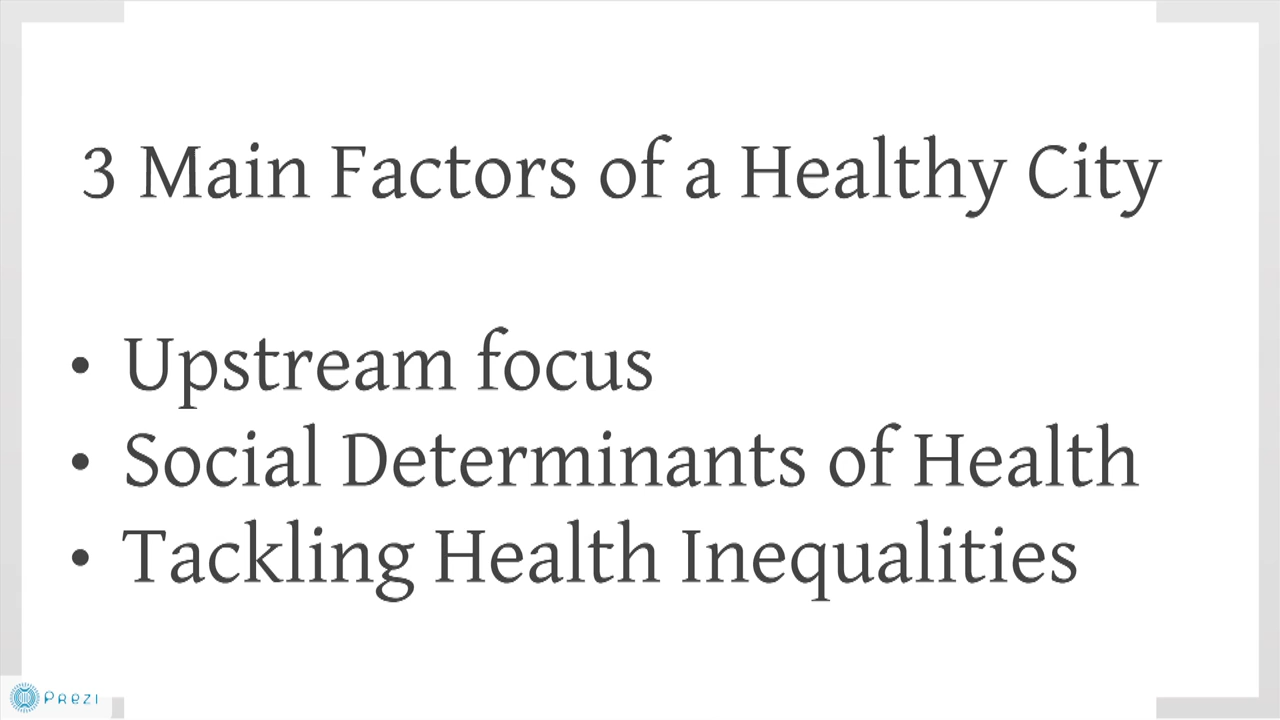 3 Main Factors of a Healthy City
• Upstream focus
• Social Determinants of Health
• Tackling Health Inequalities
Prezi